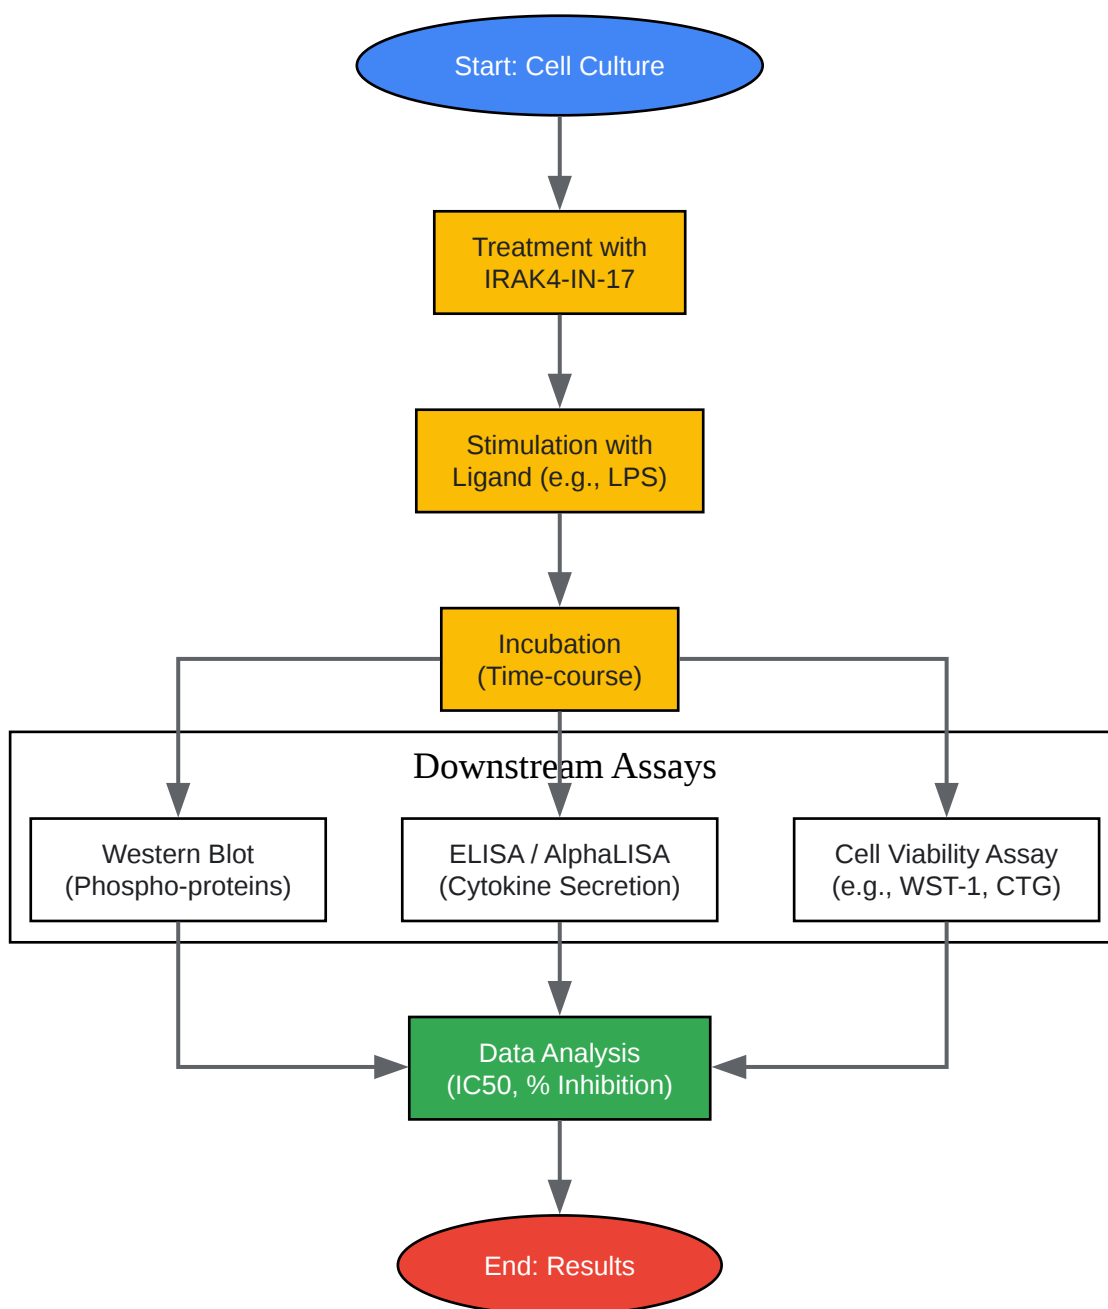 Start: Cell Culture
Treatment with
IRAK4-IN-17
Stimulation with
Ligand (e.g., LPS)
Incubation
(Time-course)
Downstream Assays
Western Blot
(Phospho-proteins)
ELISA / AlphaLISA
(Cytokine Secretion)
Cell Viability Assay
(e.g., WST-1, CTG)
Data Analysis
(IC50, % Inhibition)
End: Results